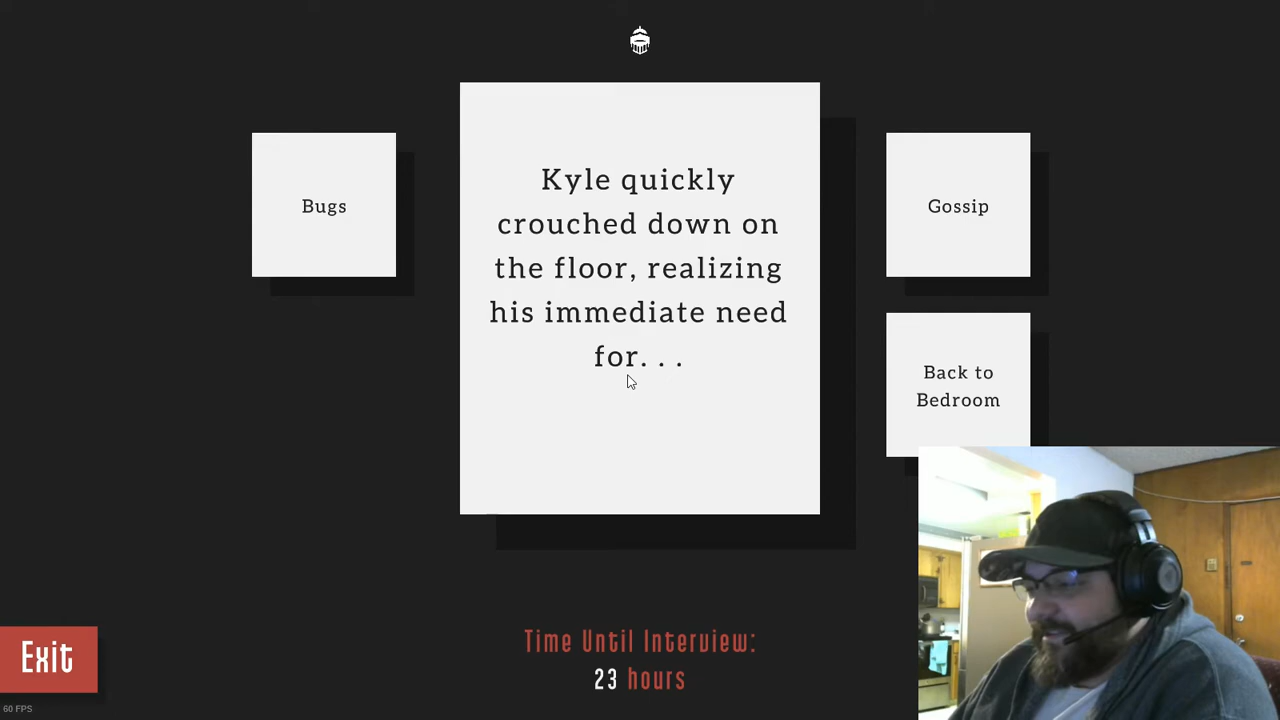 Kyle quickly
crouched down on
the floor, realizing
his immediate need
for. . .
Bugs
Gossip
Back to
Bedroom
Time Until Interview:
23 hours
Exit
60 FPS